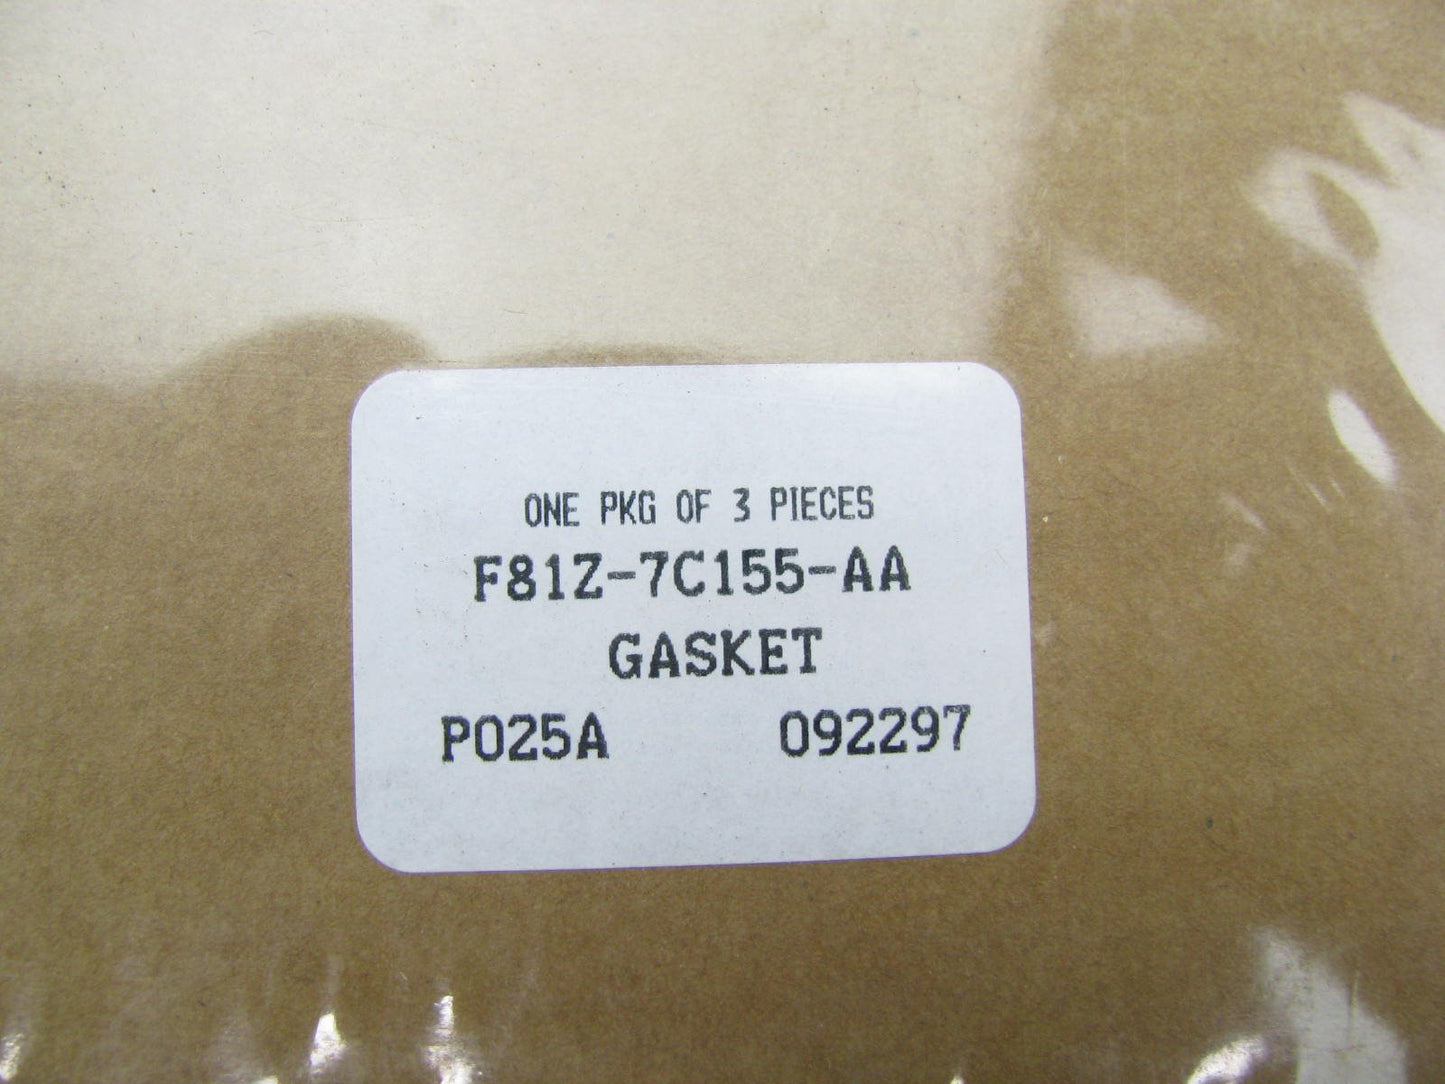 ONE PKG OF 3 PIECES
F81Z-7C155-AA
GASKET
P025A 092297